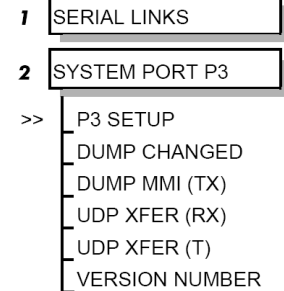 1 SERIAL LINKS
2 SYSTEM PORT P3
>> P3 SETUP
DUMP CHANGED
DUMP MMI (TX)
UDP XFER (RX)
UDP XFER (T)
VERSION NUMBER